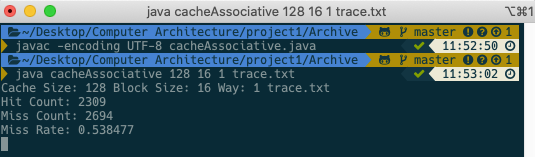 java cacheAssociative 128 16 1 trace.txt ⌥⌘1
~/Desktop/Computer Architecture/project1/Archive master 1
javac -encoding UTF-8 cacheAssociative.java ✔ 11:52:50
~/Desktop/Computer Architecture/project1/Archive master 1
java cacheAssociative 128 16 1 trace.txt ✔ 11:53:02
Cache Size: 128 Block Size: 16 Way: 1 trace.txt
Hit Count: 2309
Miss Count: 2694
Miss Rate: 0.538477